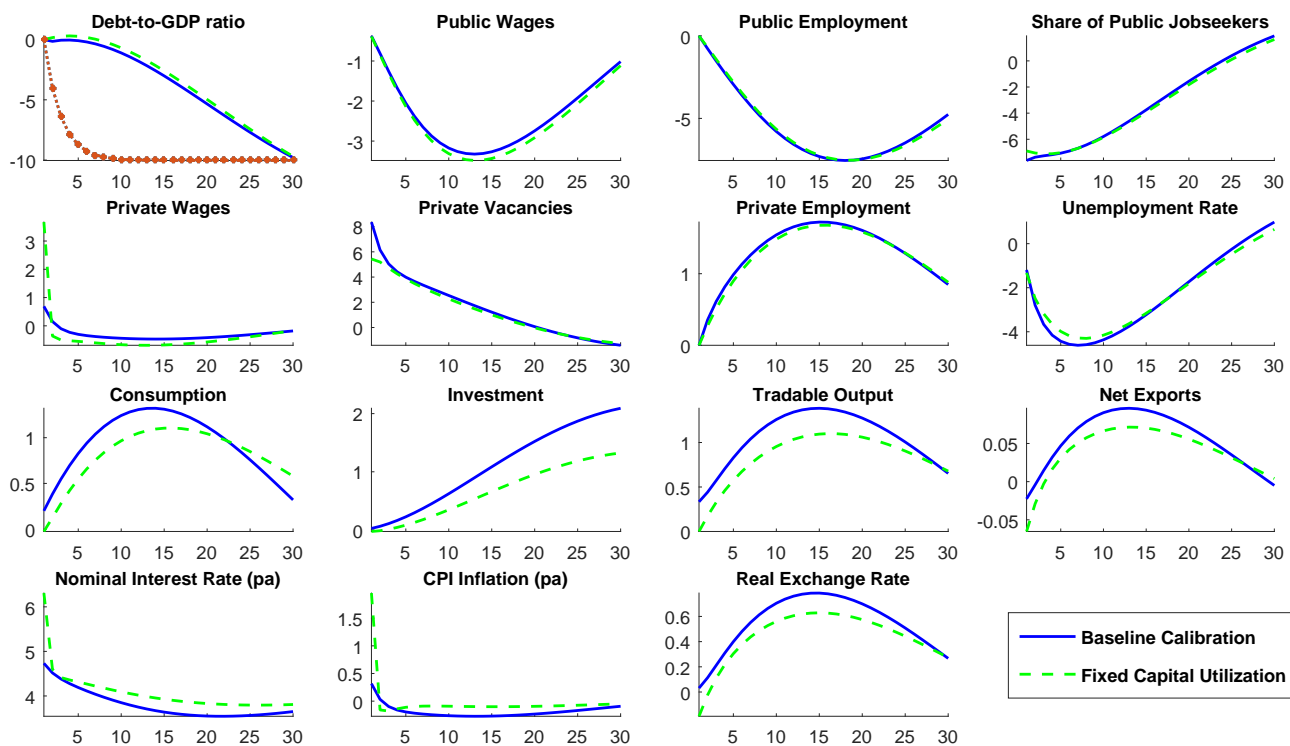 Debt-to-GDP ratio
0
-5
-10
5 10 15 20 25 30
Public Wages
-1
-2
-3
5 10 15 20 25 30
Public Employment
0
-5
5 10 15 20 25 30
Share of Public Jobseekers
0
-2
-4
-6
5 10 15 20 25 30
Private Wages
3
2
1
0
5 10 15 20 25 30
Private Vacancies
8
6
4
2
0
5 10 15 20 25 30
Private Employment
1
0
5 10 15 20 25 30
Unemployment Rate
0
-2
-4
5 10 15 20 25 30
Consumption
1
0.5
0
5 10 15 20 25 30
Investment
2
1
0
5 10 15 20 25 30
Tradable Output
1
0.5
0
5 10 15 20 25 30
Net Exports
0.05
0
-0.05
5 10 15 20 25 30
Nominal Interest Rate (pa)
6
5
4
5 10 15 20 25 30
CPI Inflation (pa)
1.5
1
0.5
0
5 10 15 20 25 30
Real Exchange Rate
0.6
0.4
0.2
0
5 10 15 20 25 30
Baseline Calibration
Fixed Capital Utilization